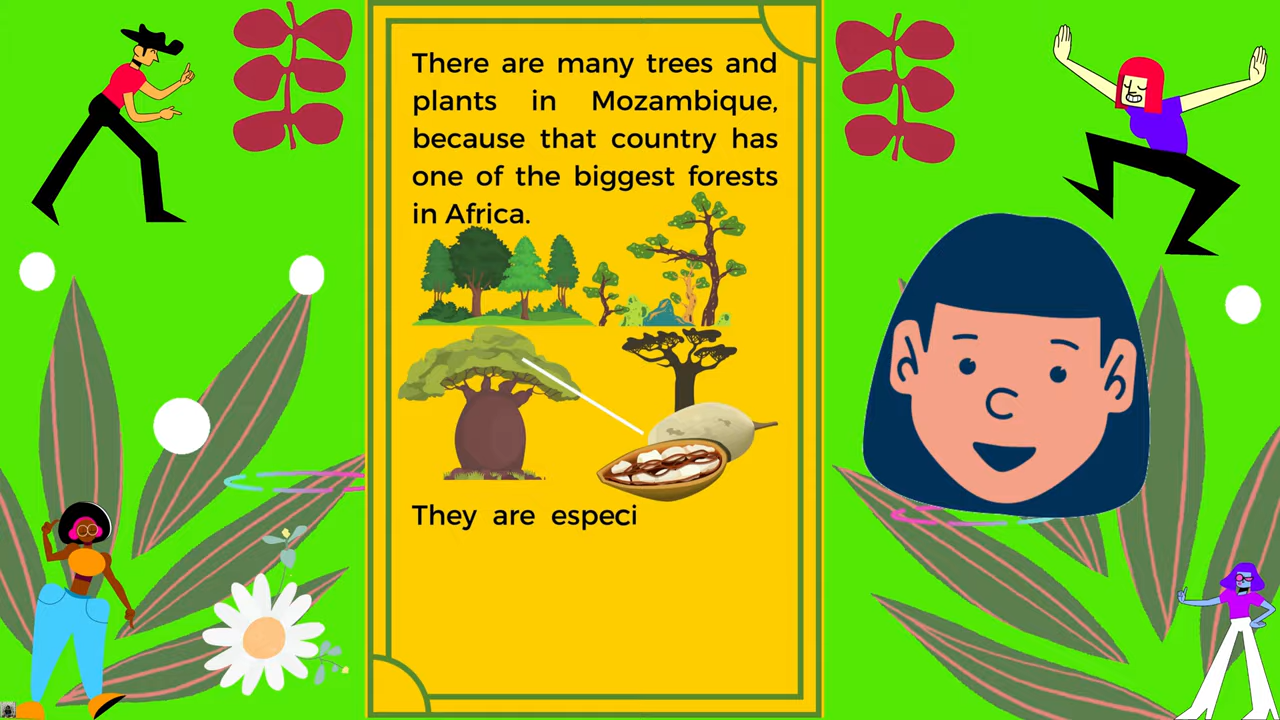 There are many trees and
plants in Mozambique,
because that country has
one of the biggest forests
in Africa.
They are especi